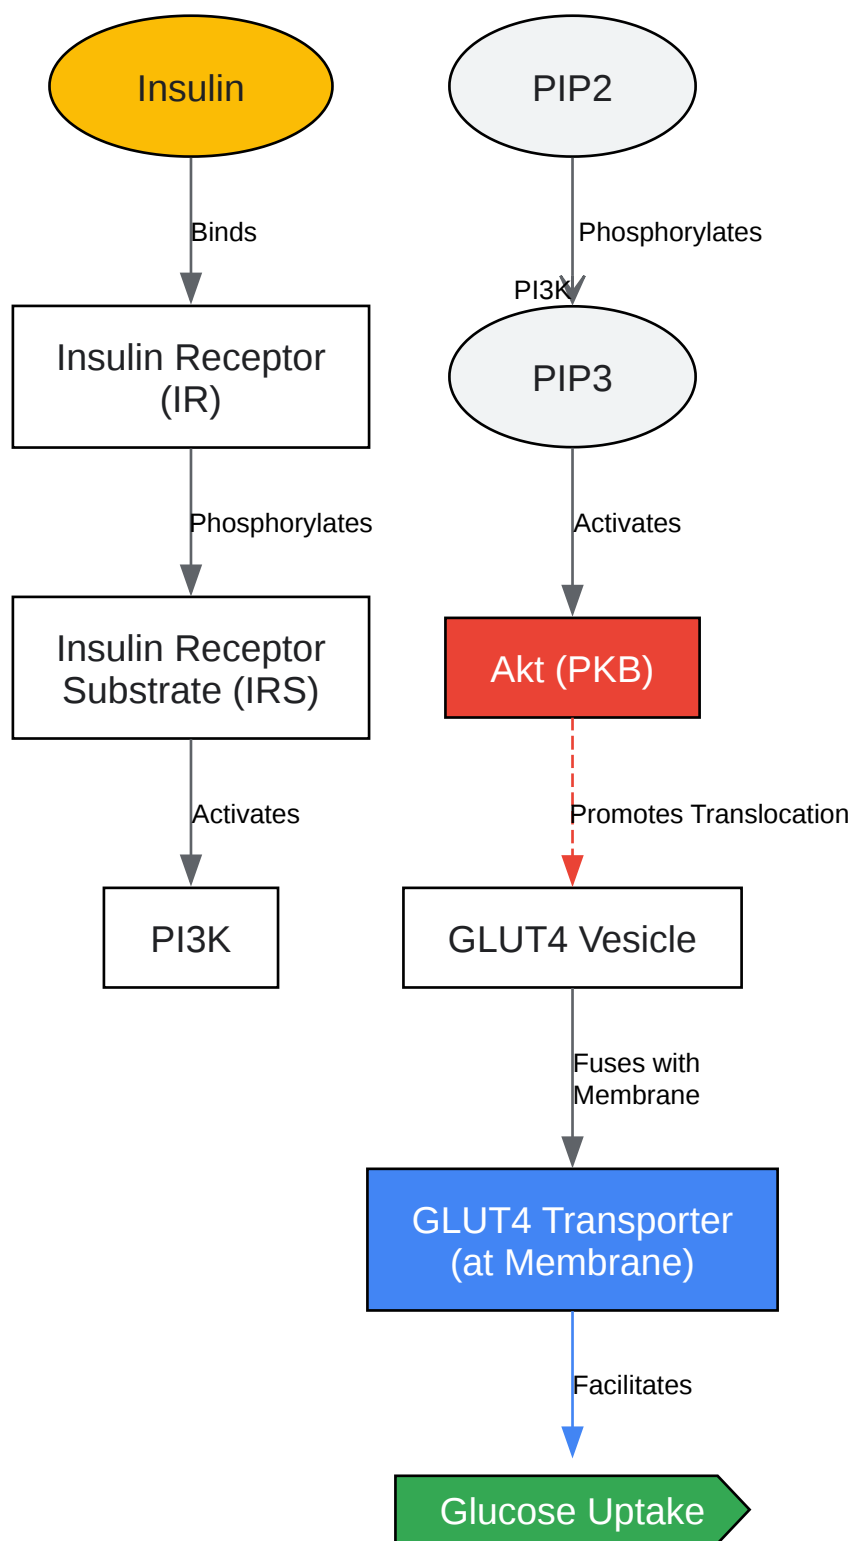 Insulin
Binds
Insulin Receptor
(IR)
Phosphorylates
Insulin Receptor
Substrate (IRS)
Activates
PI3K
PIP2
Phosphorylates
PI3K
PIP3
Activates
Akt (PKB)
Promotes Translocation
GLUT4 Vesicle
Fuses with
Membrane
GLUT4 Transporter
(at Membrane)
Facilitates
Glucose Uptake